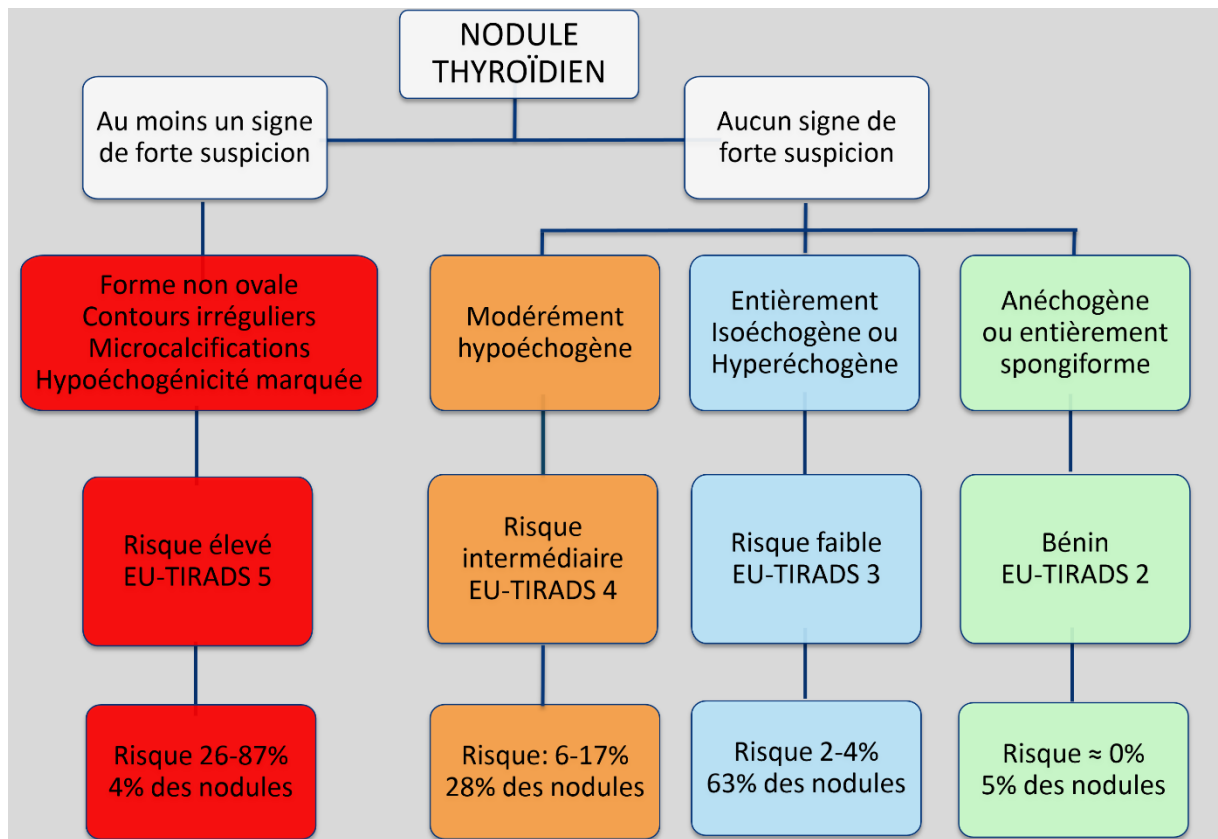 NODULE
THYROÏDIEN
Au moins un signe
de forte suspicion
Aucun signe de
forte suspicion
Forme non ovale
Contours irréguliers
Microcalcifications
Hypoéchogénicité marquée
Modérément
hypoéchogène
Entièrement
Isoéchogène ou
Hyperéchogène
Anéchogène
ou entièrement
spongiforme
Risque élevé
EU-TIRADS 5
Risque
intermédiaire
EU-TIRADS 4
Risque faible
EU-TIRADS 3
Bénin
EU-TIRADS 2
Risque 26-87%
4% des nodules
Risque: 6-17%
28% des nodules
Risque 2-4%
63% des nodules
Risque ≈ 0%
5% des nodules